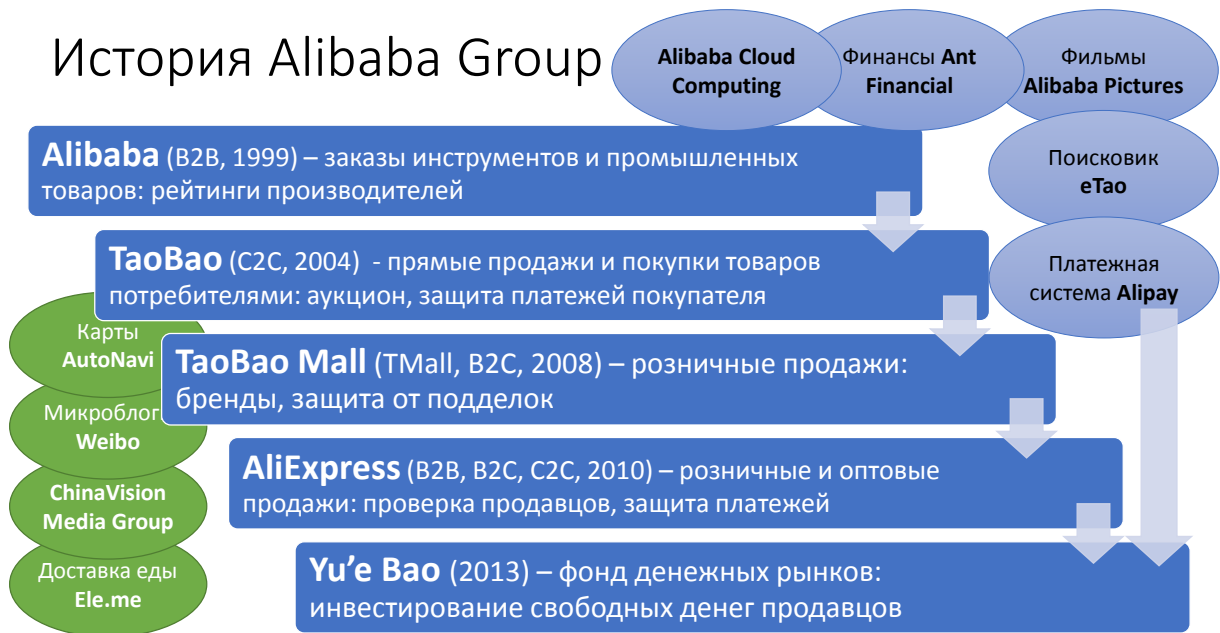 История Alibaba Group
Alibaba Cloud
Computing
Финансы Ant
Financial
Фильмы
Alibaba Pictures
Поисковик
eTao
Платежная
система Alipay
Alibaba (B2B, 1999) – заказы инструментов и промышленных
товаров: рейтинги производителей
TaoBao (C2C, 2004) - прямые продажи и покупки товаров
потребителями: аукцион, защита платежей покупателя
TaoBao Mall (TMall, B2C, 2008) – розничные продажи:
бренды, защита от подделок
AliExpress (B2B, B2C, C2C, 2010) – розничные и оптовые
продажи: проверка продавцов, защита платежей
Yu’e Bao (2013) – фонд денежных рынков:
инвестирование свободных денег продавцов
Карты
AutoNavi
Микроблог
Weibo
ChinaVision
Media Group
Доставка еды
Ele.me